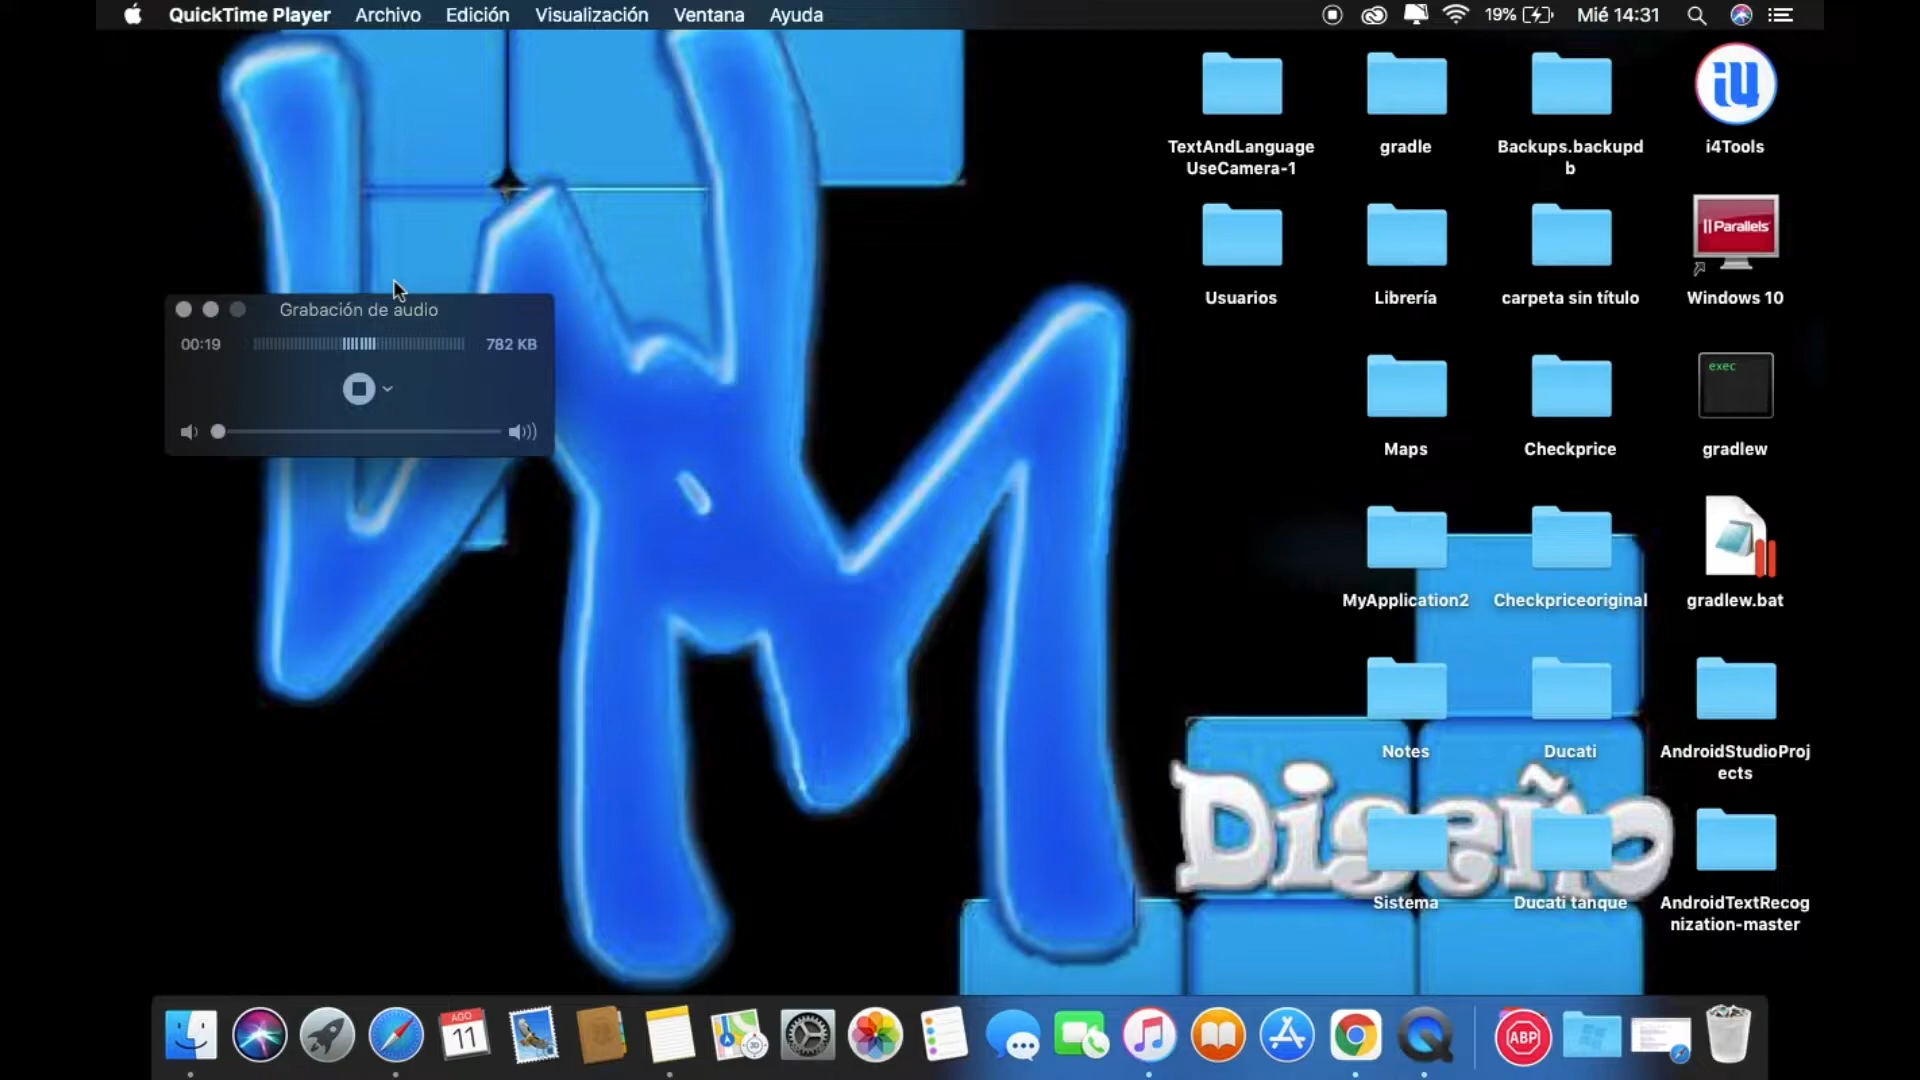 QuickTime Player Archivo Edición Visualización Ventana Ayuda 19% Mié 14:31
i4
TextAndLanguage
UseCamera-1
gradle
Backups.backupd
b
i4Tools
Parallels
Usuarios
Librería
carpeta sin título
Windows 10
Grabación de audio
00:19 782 KB
exec
Maps
Checkprice
gradlew
MyApplication2
Checkpriceoriginal
gradlew.bat
Notes
Ducati
AndroidStudioProj
ects
Diseño
Sistema
Ducati tanque
AndroidTextRecog
nization-master
AGO
11
ABP